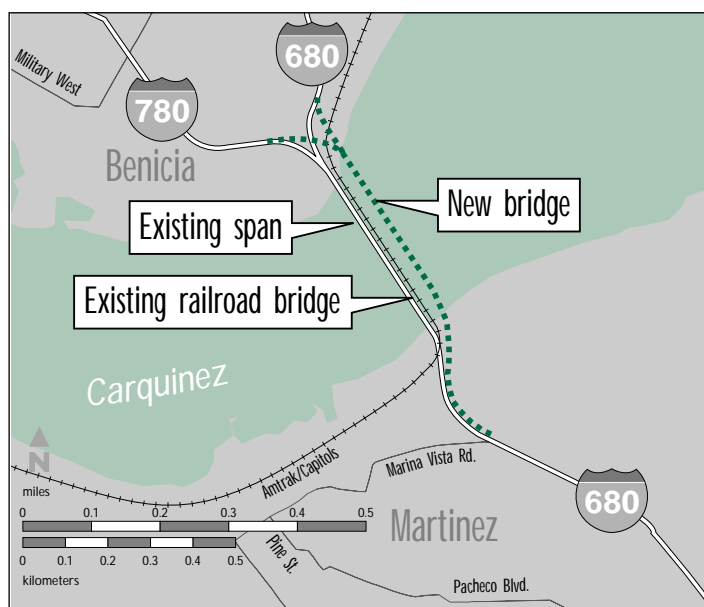 680
Military West
780
Benicia
New bridge
Existing span
Existing railroad bridge
Carquinez
N
Amtrak/Capitols
Marina Vista Rd.
miles
680
0 0.1 0.2 0.3 0.4 0.5
Martinez
0 0.1 0.2 0.3 0.4 0.5
kilometers
Pine St.
Pacheco Blvd.